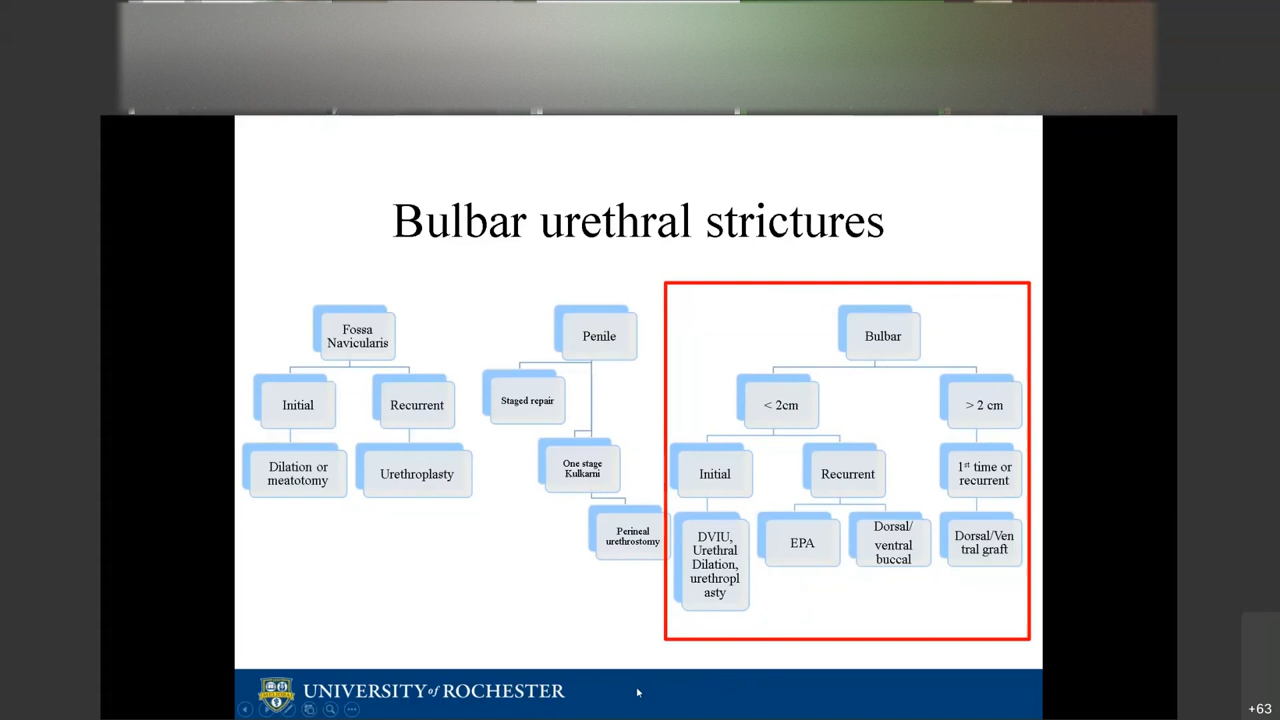 Bulbar urethral strictures
Fossa
Navicularis
Initial
Recurrent
Dilation or
meatotomy
Urethroplasty
Penile
Staged repair
One stage
Kulkarni
Perineal
urethrostomy
Bulbar
< 2cm
> 2 cm
Initial
Recurrent
1st time or
recurrent
DVIU,
Urethral
Dilation,
urethropl
asty
EPA
Dorsal/
ventral
buccal
Dorsal/Ven
tral graft
UNIVERSITY of ROCHESTER
+63